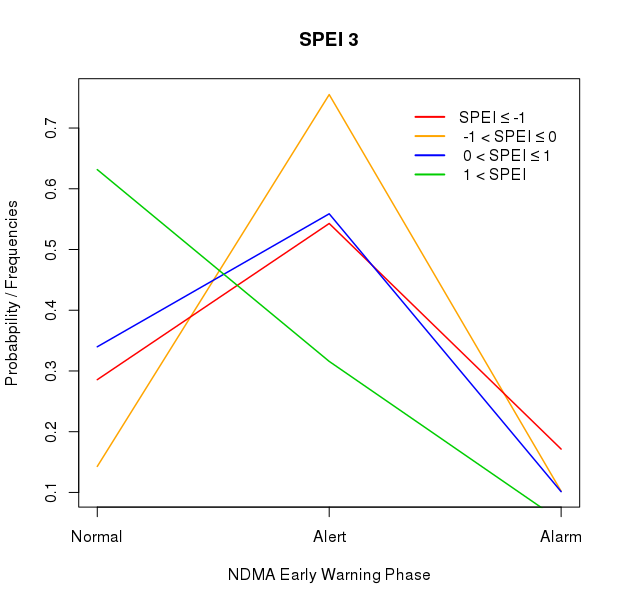 SPEI 3
SPEI ≤ -1
-1 < SPEI ≤ 0
0 < SPEI ≤ 1
1 < SPEI
0.7
0.6
0.5
0.4
0.3
0.2
0.1
Probabpility / Frequencies
Normal Alert Alarm
NDMA Early Warning Phase